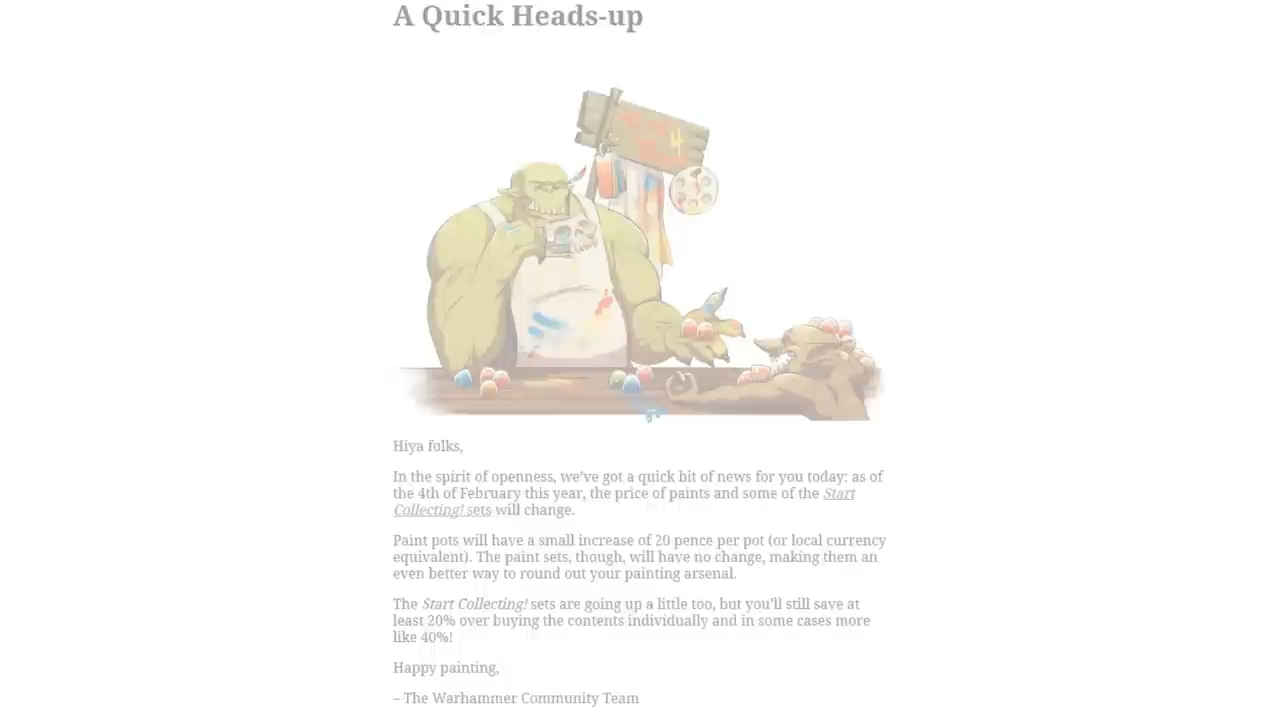 A Quick Heads-up
4
Hiya folks,
In the spirit of openness, we've got a quick bit of news for you today: as of
the 4th of February this year, the price of paints and some of the Start
Collecting! sets will change.
Paint pots will have a small increase of 20 pence per pot (or local currency
equivalent). The paint sets, though, will have no change, making them an
even better way to round out your painting arsenal.
The Start Collecting! sets are going up a little too, but you'll still save at
least 20% over buying the contents individually and in some cases more
like 40%!
Happy painting,
– The Warhammer Community Team